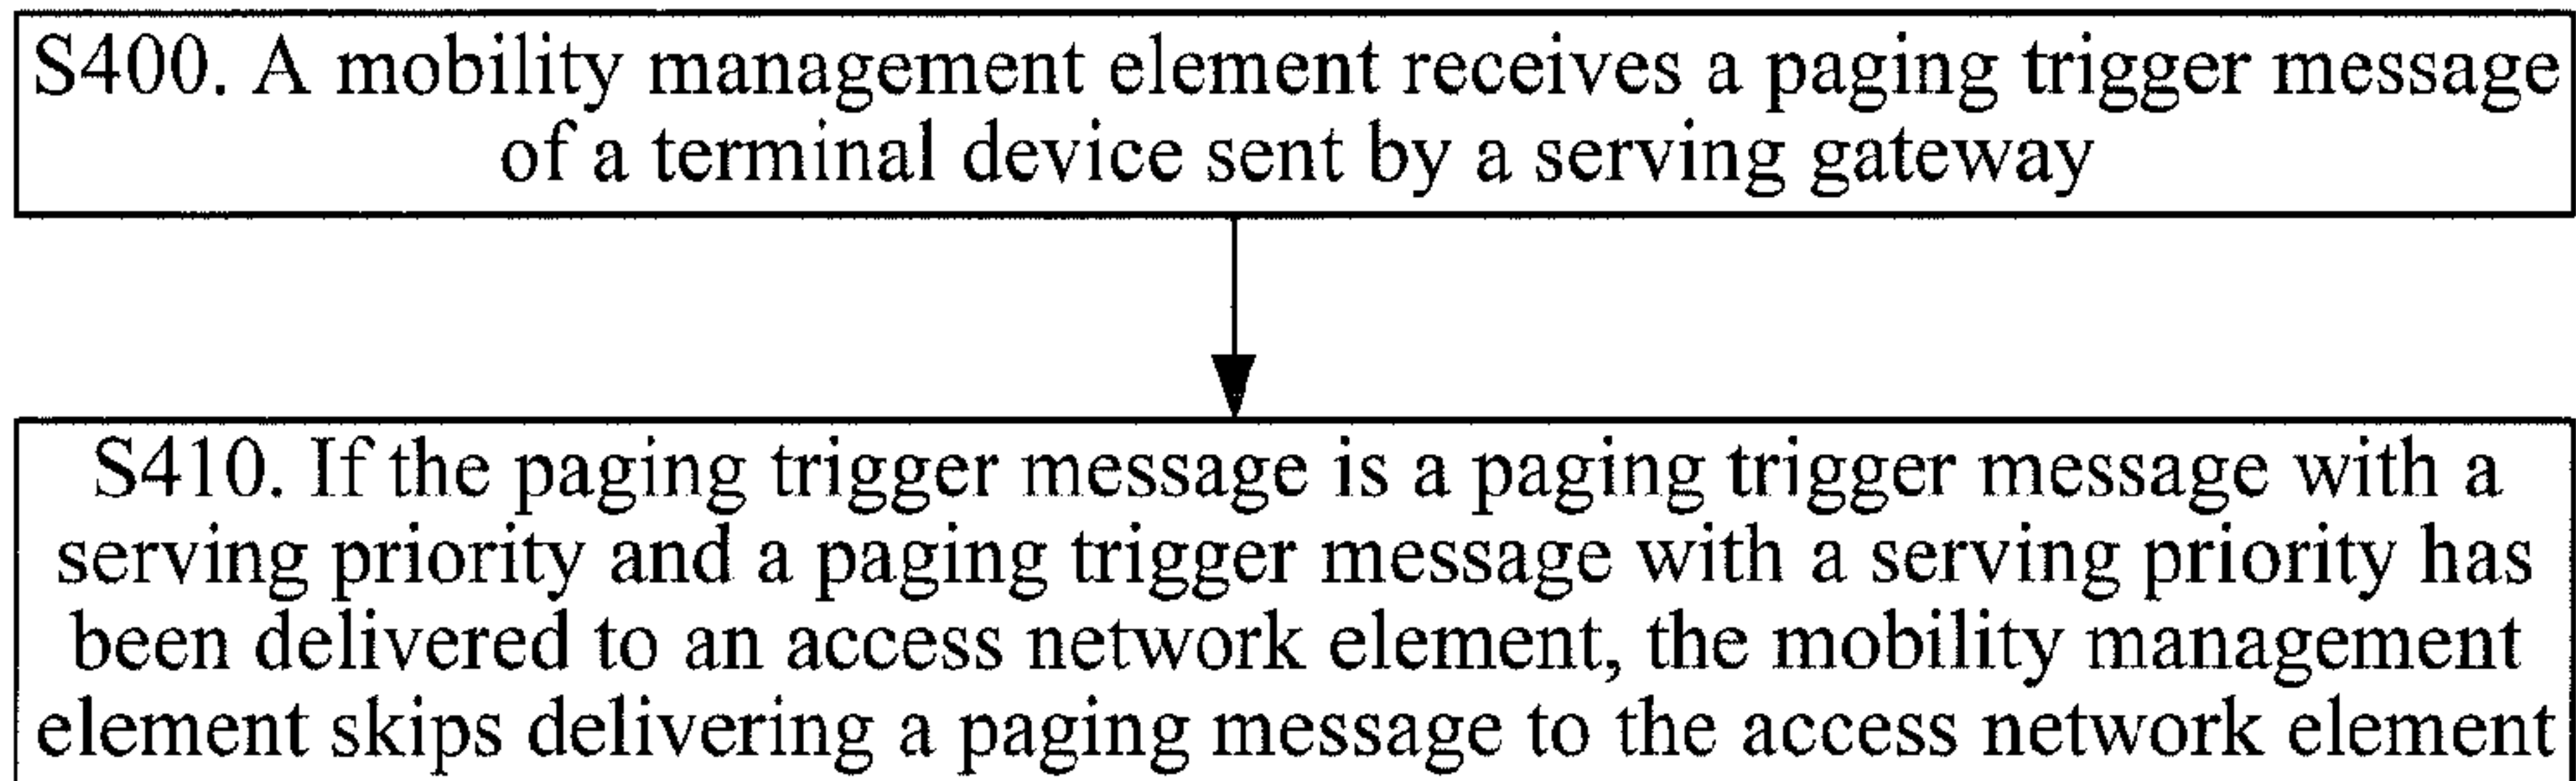 S400. A mobility management element receives a paging trigger message
of a terminal device sent by a serving gateway
S410. If the paging trigger message is a paging trigger message with a
serving priority and a paging trigger message with a serving priority has
been delivered to an access network element, the mobility management
element skips delivering a paging message to the access network element